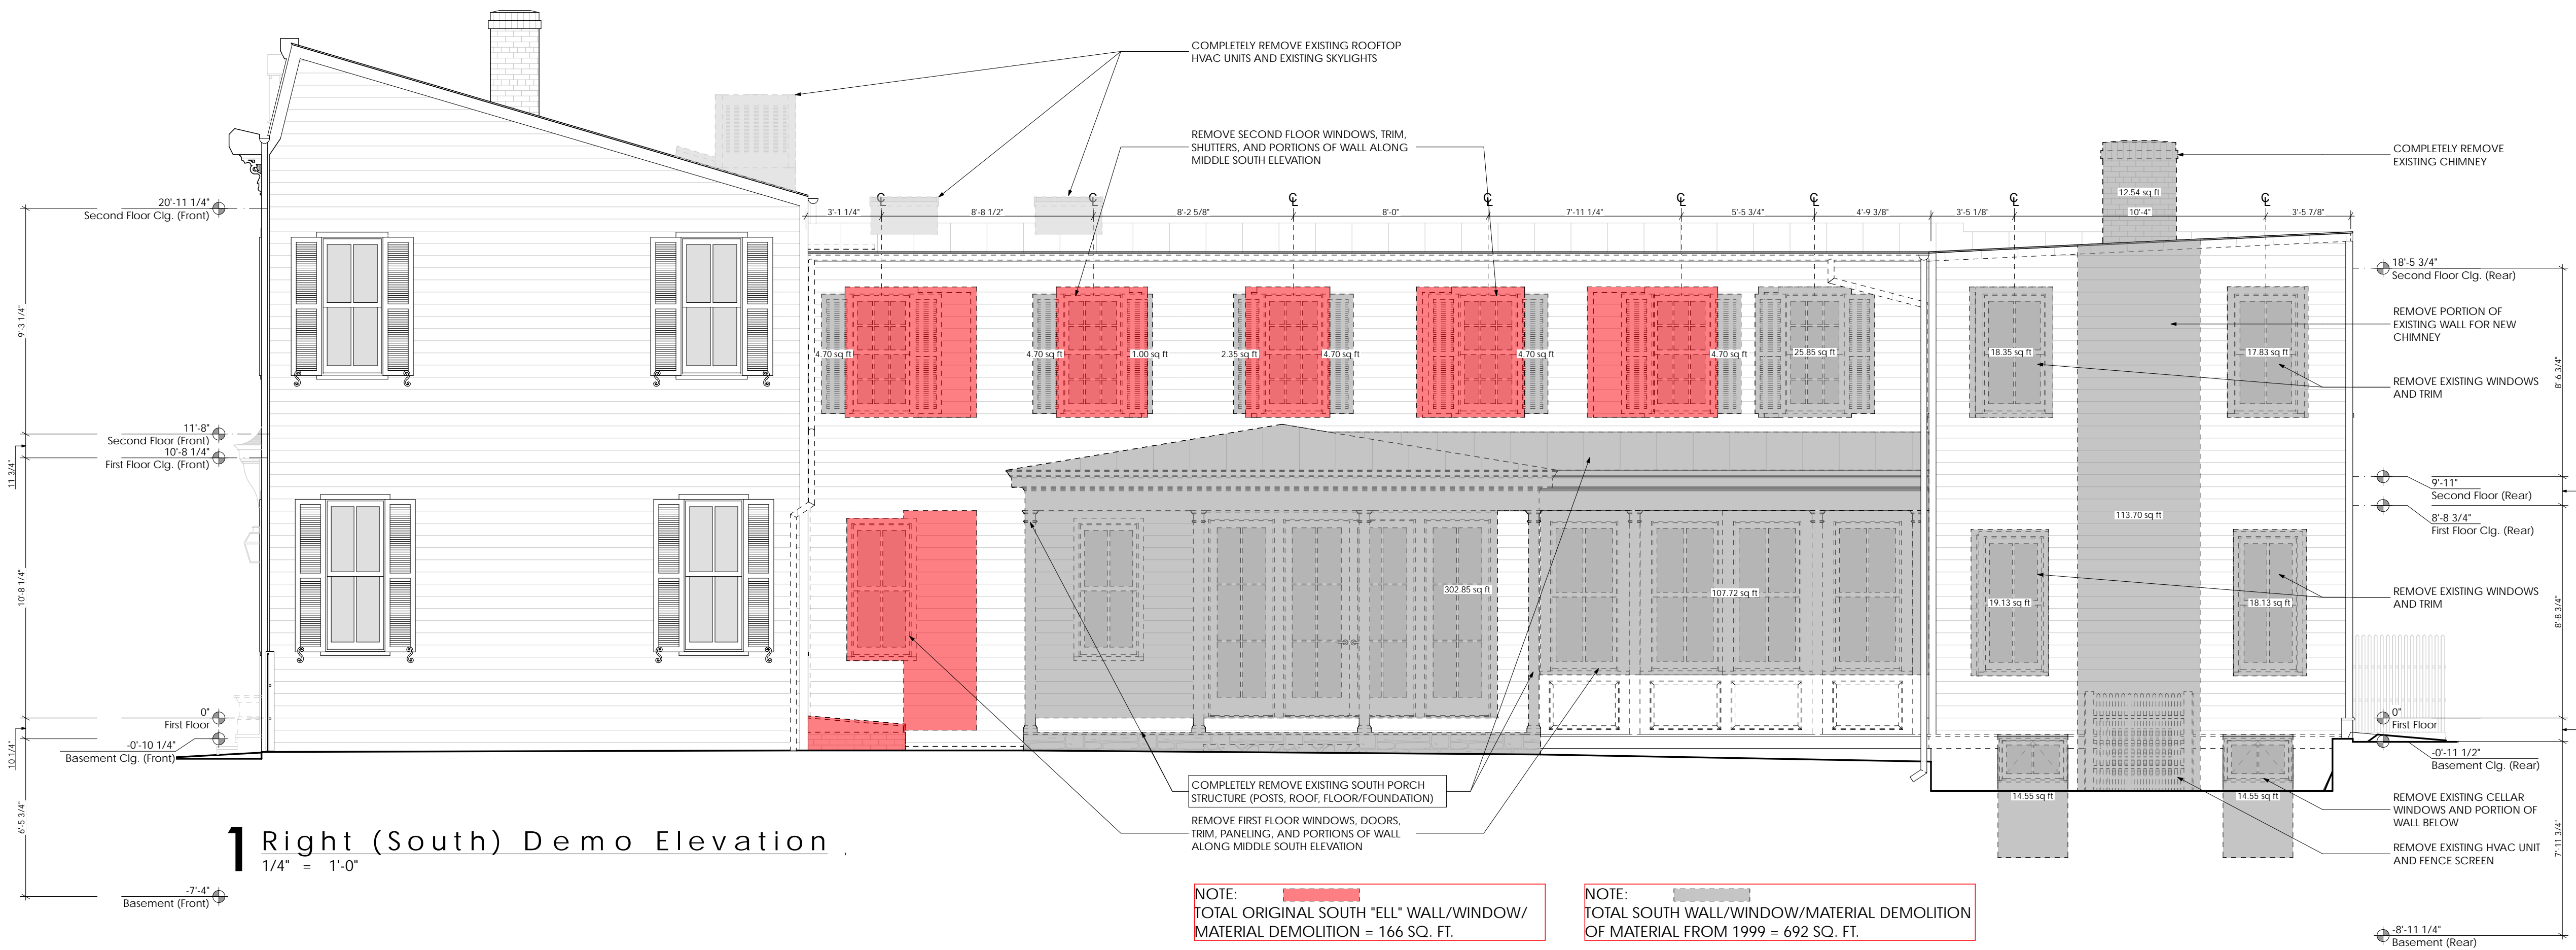 COMPLETELY REMOVE EXISTING ROOFTOP
HVAC UNITS AND EXISTING SKYLIGHTS
REMOVE SECOND FLOOR WINDOWS, TRIM,
SHUTTERS, AND PORTIONS OF WALL ALONG
MIDDLE SOUTH ELEVATION
COMPLETELY REMOVE
EXISTING CHIMNEY
12.54 sq ft
20'-11 1/4"
Second Floor Clg. (Front)
3'-1 1/4"
8'-8 1/2"
8'-2 5/8"
8'-0"
7'-11 1/4"
5'-5 3/4"
4'-9 3/8"
3'-5 1/8"
10'-4"
3'-5 7/8"
18'-5 3/4"
Second Floor Clg. (Rear)
REMOVE PORTION OF
EXISTING WALL FOR NEW
CHIMNEY
9'-3 1/4"
4.70 sq ft
4.70 sq ft
1.00 sq ft
2.35 sq ft
4.70 sq ft
4.70 sq ft
4.70 sq ft
25.85 sq ft
18.35 sq ft
17.83 sq ft
8'-6 3/4"
REMOVE EXISTING WINDOWS
AND TRIM
11'-8"
Second Floor (Front)
10'-8 1/4"
First Floor Clg. (Front)
11 3/4"
9'-11"
Second Floor (Rear)
8'-8 3/4"
First Floor Clg. (Rear)
113.70 sq ft
10'-8 1/4"
302.85 sq ft
107.72 sq ft
19.13 sq ft
18.13 sq ft
REMOVE EXISTING WINDOWS
AND TRIM
8'-8 3/4"
0"
First Floor
0"
First Floor
-0'-10 1/4"
Basement Clg. (Front)
10 1/4"
-0'-11 1/2"
Basement Clg. (Rear)
COMPLETELY REMOVE EXISTING SOUTH PORCH
STRUCTURE (POSTS, ROOF, FLOOR/FOUNDATION)
14.55 sq ft
14.55 sq ft
REMOVE EXISTING CELLAR
WINDOWS AND PORTION OF
WALL BELOW
6'-5 3/4"
REMOVE FIRST FLOOR WINDOWS, DOORS,
TRIM, PANELING, AND PORTIONS OF WALL
ALONG MIDDLE SOUTH ELEVATION
REMOVE EXISTING HVAC UNIT
AND FENCE SCREEN
7'-11 3/4"
1 Right (South) Demo Elevation
1/4" = 1'-0"
-7'-4"
Basement (Front)
NOTE:
TOTAL ORIGINAL SOUTH "ELL" WALL/WINDOW/
MATERIAL DEMOLITION = 166 SQ. FT.
NOTE:
TOTAL SOUTH WALL/WINDOW/MATERIAL DEMOLITION
OF MATERIAL FROM 1999 = 692 SQ. FT.
-8'-11 1/4"
Basement (Rear)